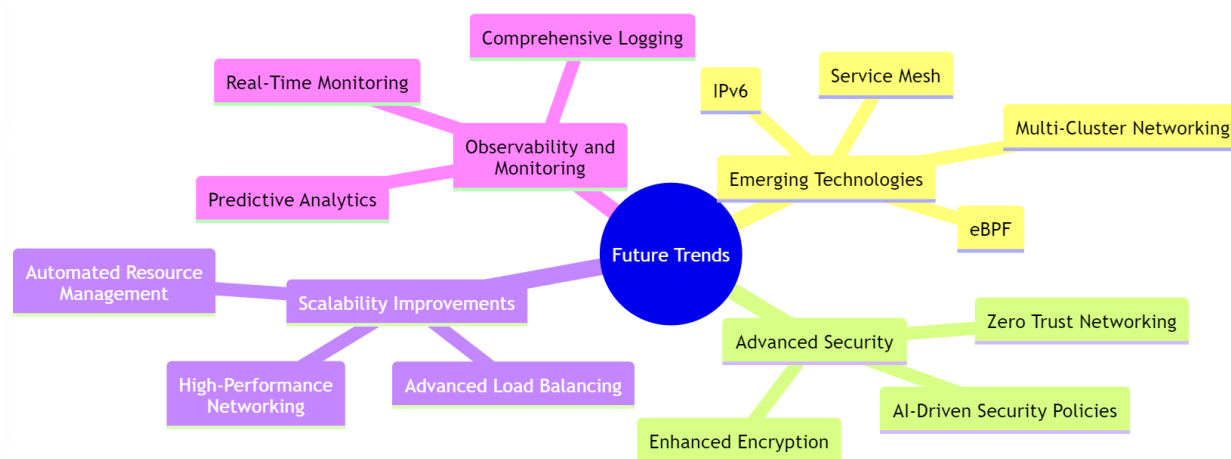 Comprehensive Logging
Real-Time Monitoring
Observability and
Monitoring
Predictive Analytics
IPv6
Service Mesh
Multi-Cluster Networking
Emerging Technologies
eBPF
Future Trends
Automated Resource
Management
Scalability Improvements
High-Performance
Networking
Advanced Load Balancing
Zero Trust Networking
Advanced Security
AI-Driven Security Policies
Enhanced Encryption